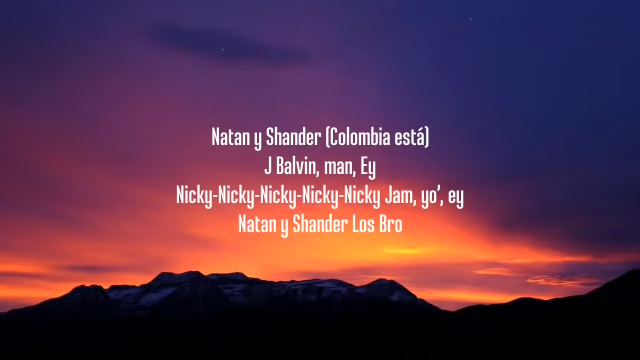 Natan y Shander (Colombia está)
J Balvin, man, Ey
Nicky-Nicky-Nicky-Nicky-Nicky Jam, yo’, ey
Natan y Shander Los Bro